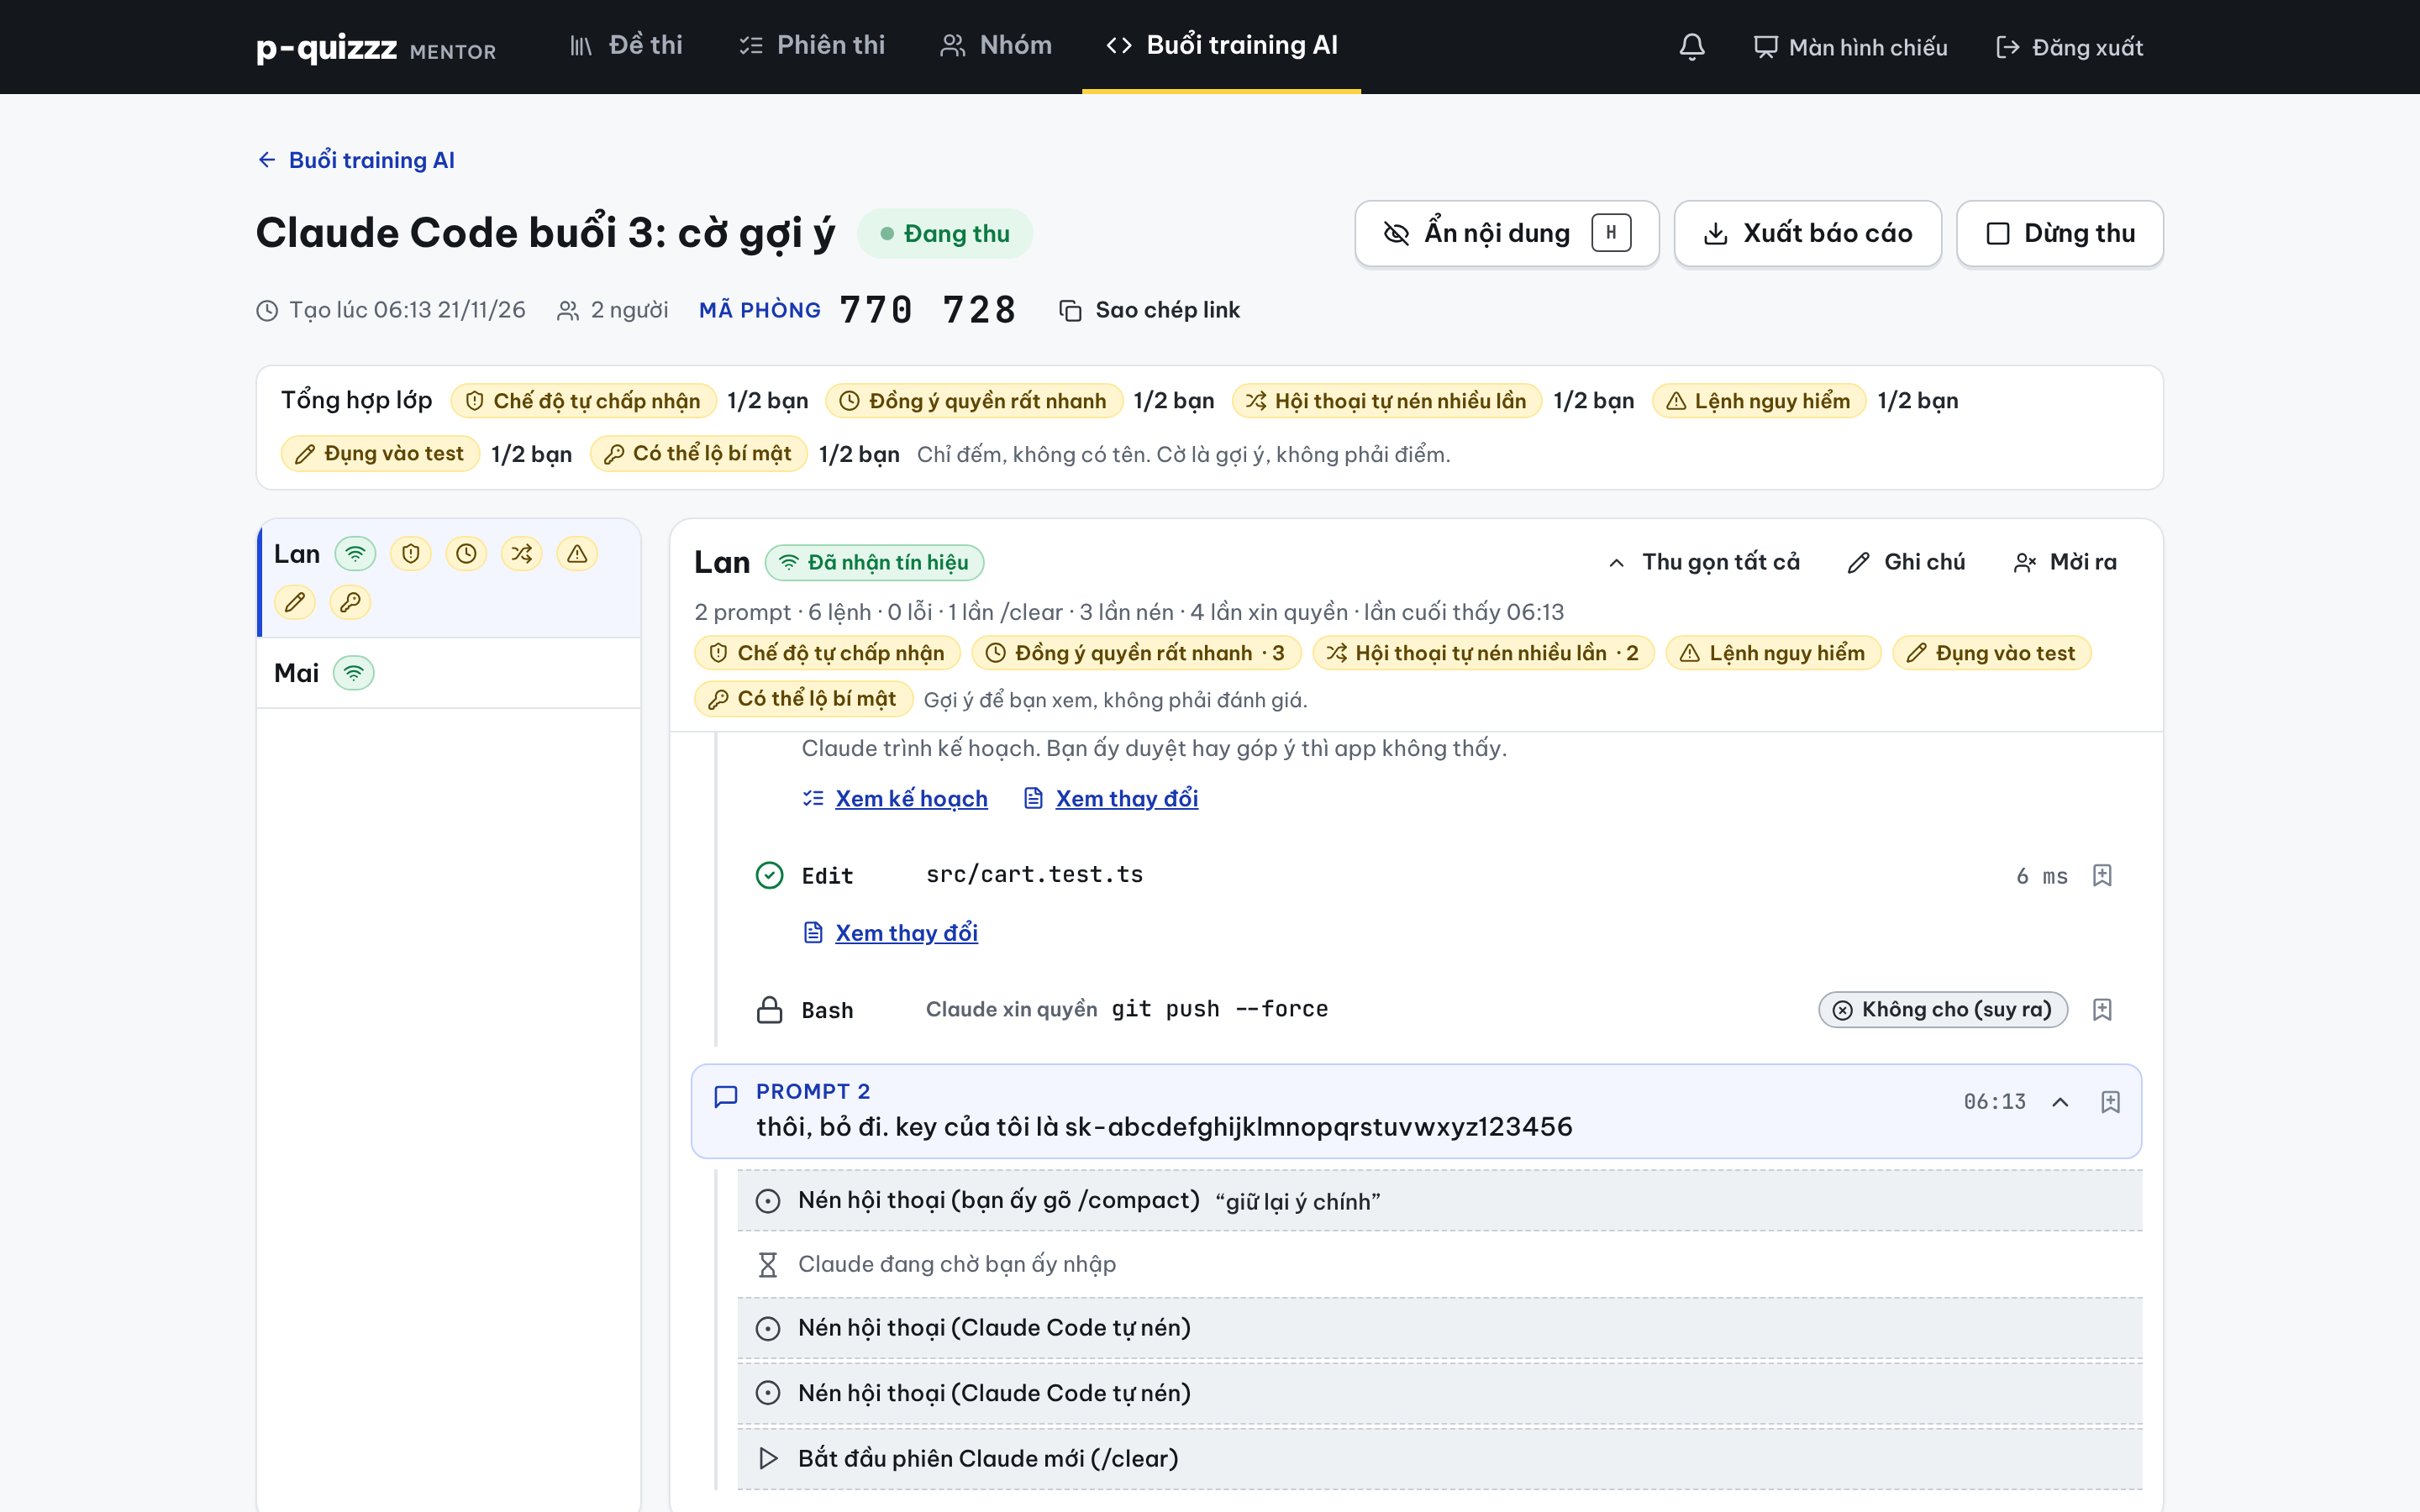 p-quizzz MENTOR Đề thi Phiên thi Nhóm Buổi training AI Màn hình chiếu Đăng xuất
Buổi training AI
Claude Code buổi 3: cờ gợi ý Đang thu Ẩn nội dung H Xuất báo cáo Dừng thu
Tạo lúc 06:13 21/11/26 2 người MÃ PHÒNG 770 728 Sao chép link
Tổng hợp lớp Chế độ tự chấp nhận 1/2 bạn Đồng ý quyền rất nhanh 1/2 bạn Hội thoại tự nén nhiều lần 1/2 bạn Lệnh nguy hiểm 1/2 bạn
Đụng vào test 1/2 bạn Có thể lộ bí mật 1/2 bạn Chỉ đếm, không có tên. Cờ là gợi ý, không phải điểm.
Lan
Mai
Lan Đã nhận tín hiệu Thu gọn tất cả Ghi chú Mời ra
2 prompt · 6 lệnh · 0 lỗi · 1 lần /clear · 3 lần nén · 4 lần xin quyền · lần cuối thấy 06:13
Chế độ tự chấp nhận Đồng ý quyền rất nhanh · 3 Hội thoại tự nén nhiều lần · 2 Lệnh nguy hiểm Đụng vào test
Có thể lộ bí mật Gợi ý để bạn xem, không phải đánh giá.
Claude trình kế hoạch. Bạn ấy duyệt hay góp ý thì app không thấy.
Xem kế hoạch Xem thay đổi
Edit src/cart.test.ts 6 ms
Xem thay đổi
Bash Claude xin quyền git push --force Không cho (suy ra)
PROMPT 2 06:13
thôi, bỏ đi. key của tôi là sk-abcdefghijklmnopqrstuvwxyz123456
Nén hội thoại (bạn ấy gõ /compact) “giữ lại ý chính”
Claude đang chờ bạn ấy nhập
Nén hội thoại (Claude Code tự nén)
Nén hội thoại (Claude Code tự nén)
Bắt đầu phiên Claude mới (/clear)